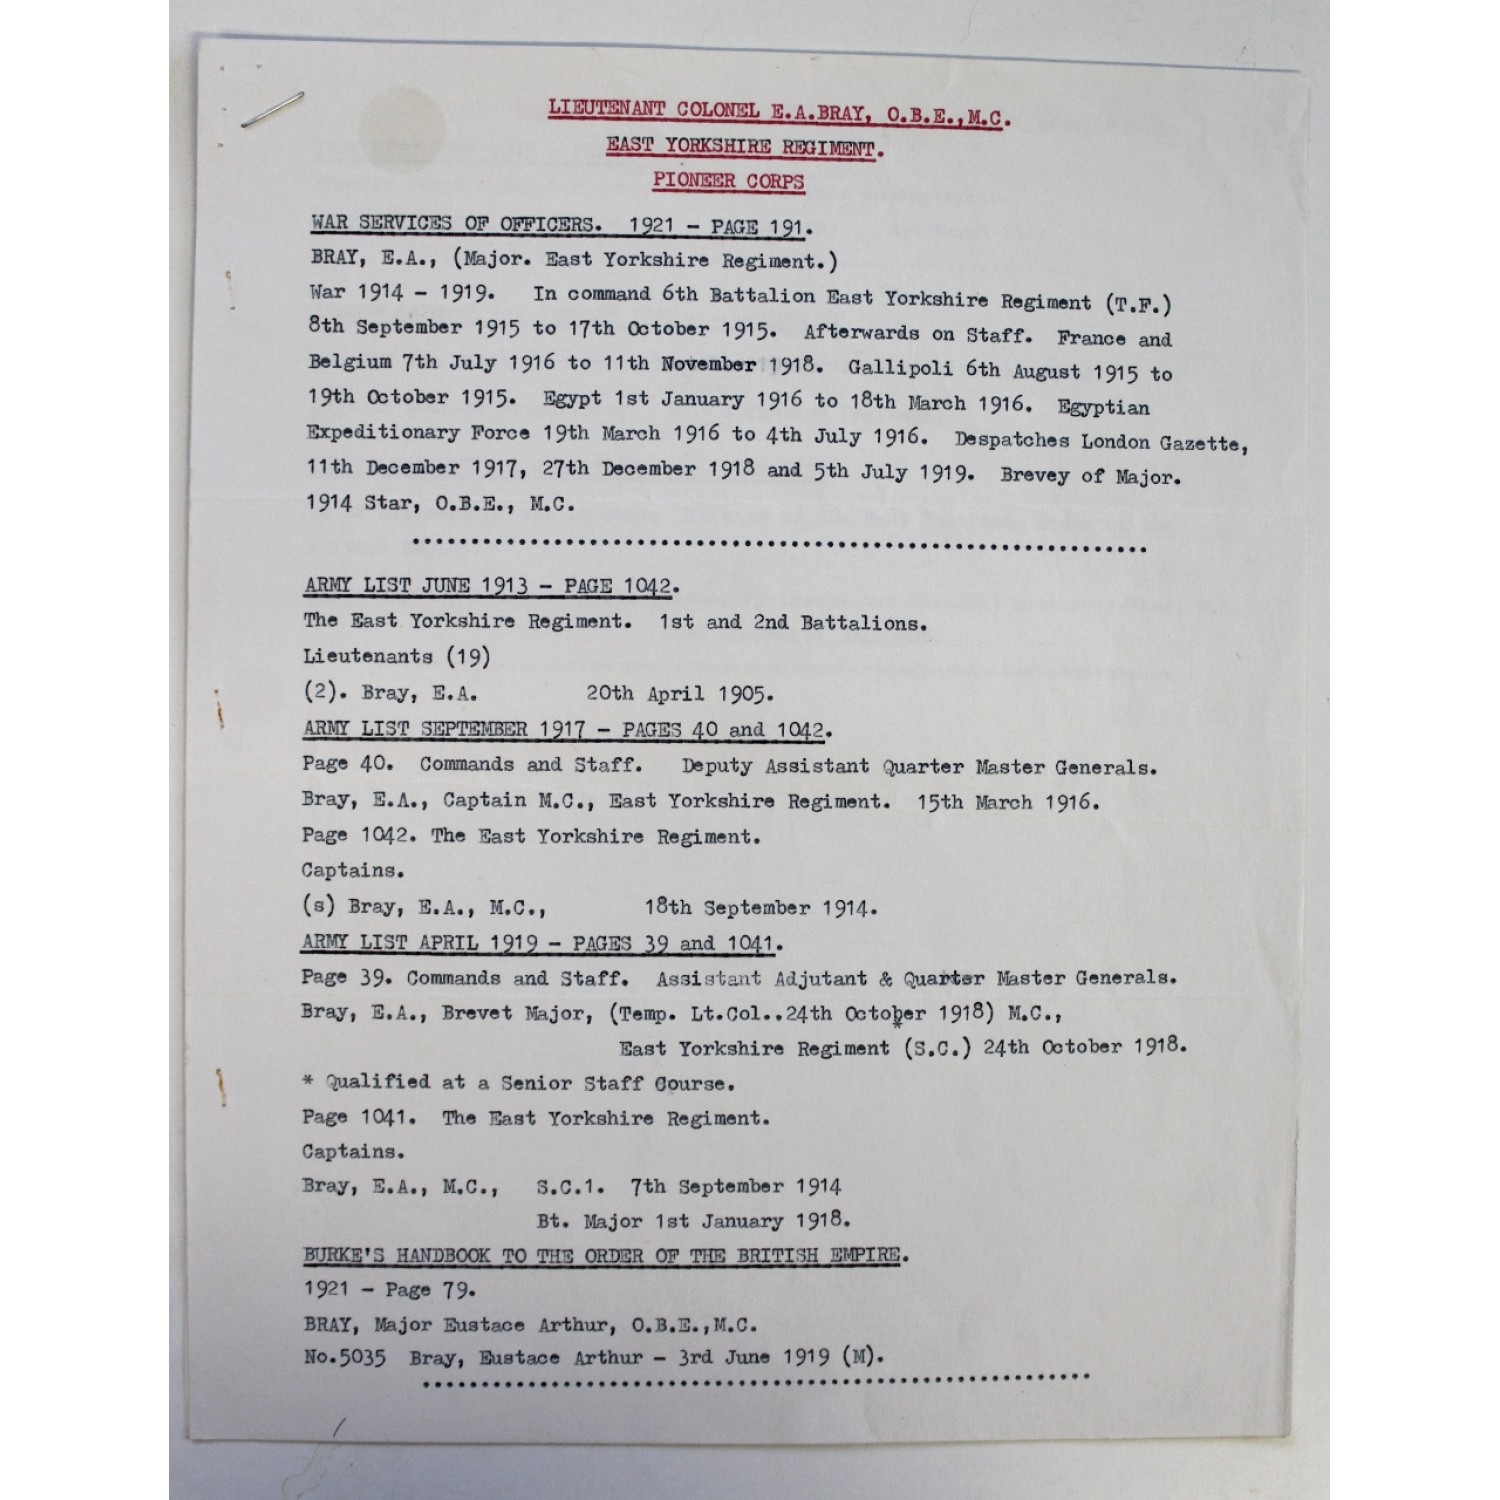 LIEUTENANT COLONEL E.A.BRAY, O.B.E.,M.C.
EAST YORKSHIRE REGIMENT.
PIONEER CORPS
WAR SERVICES OF OFFICERS. 1921 - PAGE 191.
BRAY, E.A., (Major. East Yorkshire Regiment.)
War 1914 - 1919. In command 6th Battalion East Yorkshire Regiment (T.F.)
8th September 1915 to 17th October 1915. Afterwards on Staff. France and
Belgium 7th July 1916 to 11th November 1918. Gallipoli 6th August 1915 to
19th October 1915. Egypt 1st January 1916 to 18th March 1916. Egyptian
Expeditionary Force 19th March 1916 to 4th July 1916. Despatches London Gazette,
11th December 1917, 27th December 1918 and 5th July 1919. Brevey of Major.
1914 Star, O.B.E., M.C.
ARMY LIST JUNE 1913 - PAGE 1042.
The East Yorkshire Regiment. 1st and 2nd Battalions.
Lieutenants (19)
(2). Bray, E.A. 20th April 1905.
ARMY LIST SEPTEMBER 1917 - PAGES 40 and 1042.
Page 40. Commands and Staff. Deputy Assistant Quarter Master Generals.
Bray, E.A., Captain M.C., East Yorkshire Regiment. 15th March 1916.
Page 1042. The East Yorkshire Regiment.
Captains.
(s) Bray, E.A., M.C., 18th September 1914.
ARMY LIST APRIL 1919 - PAGES 39 and 1041.
Page 39. Commands and Staff. Assistant Adjutant & Quarter Master Generals.
Bray, E.A., Brevet Major, (Temp. Lt.Col..24th October 1918) M.C.,
*
East Yorkshire Regiment (S.C.) 24th October 1918.
* Qualified at a Senior Staff Course.
Page 1041. The East Yorkshire Regiment.
Captains.
Bray, E.A., M.C., S.C.1. 7th September 1914
Bt. Major 1st January 1918.
BURKE'S HANDBOOK TO THE ORDER OF THE BRITISH EMPIRE.
1921 - Page 79.
BRAY, Major Eustace Arthur, O.B.E.,M.C.
No.5035 Bray, Eustace Arthur - 3rd June 1919 (M).